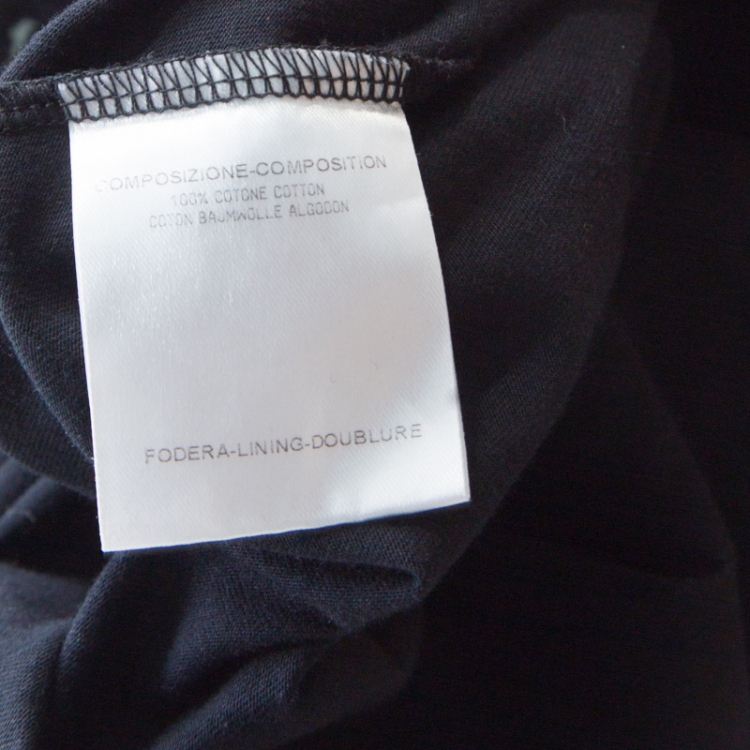 COMPOSIZIONE-COMPOSITION
100% COTONE COTTON
COTON BAUMWOLLE ALGODON
FODERA-LINING-DOUBLURE